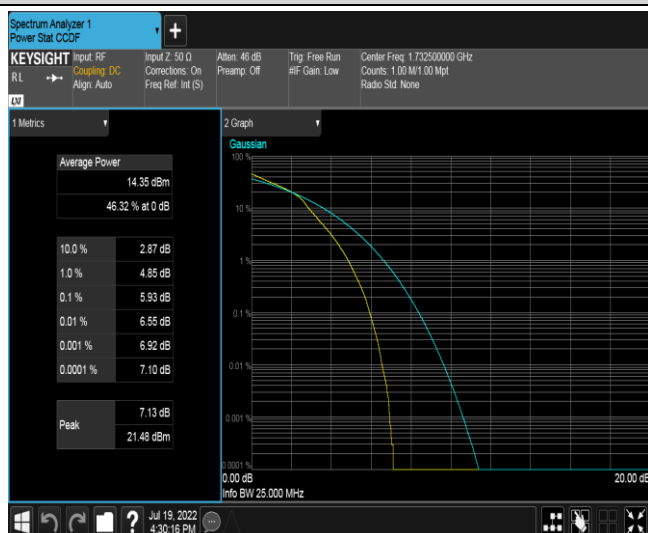 Spectrum Analyzer 1
Power Stat CCDF
+
KEYSIGHT
R L
LXI
Input: RF
Coupling: DC
Align: Auto
Input Z: 50 Ω
Corrections: On
Freq Ref: Int (S)
Atten: 46 dB
Preamp: Off
Trig: Free Run
#IF Gain: Low
Center Freq: 1.732500000 GHz
Counts: 1.00 M/1.00 Mpt
Radio Std: None
1 Metrics
Average Power
14.35 dBm
46.32 % at 0 dB
10.0 % 2.87 dB
1.0 % 4.85 dB
0.1 % 5.93 dB
0.01 % 6.55 dB
0.001 % 6.92 dB
0.0001 % 7.10 dB
Peak 7.13 dB
21.48 dBm
2 Graph
Gaussian
100 %
10 %
1 %
0.1 %
0.01 %
0.001 %
0.0001 %
0.00 dB
20.00 dB
Info BW 25.000 MHz
?
Jul 19, 2022
4:30:16 PM